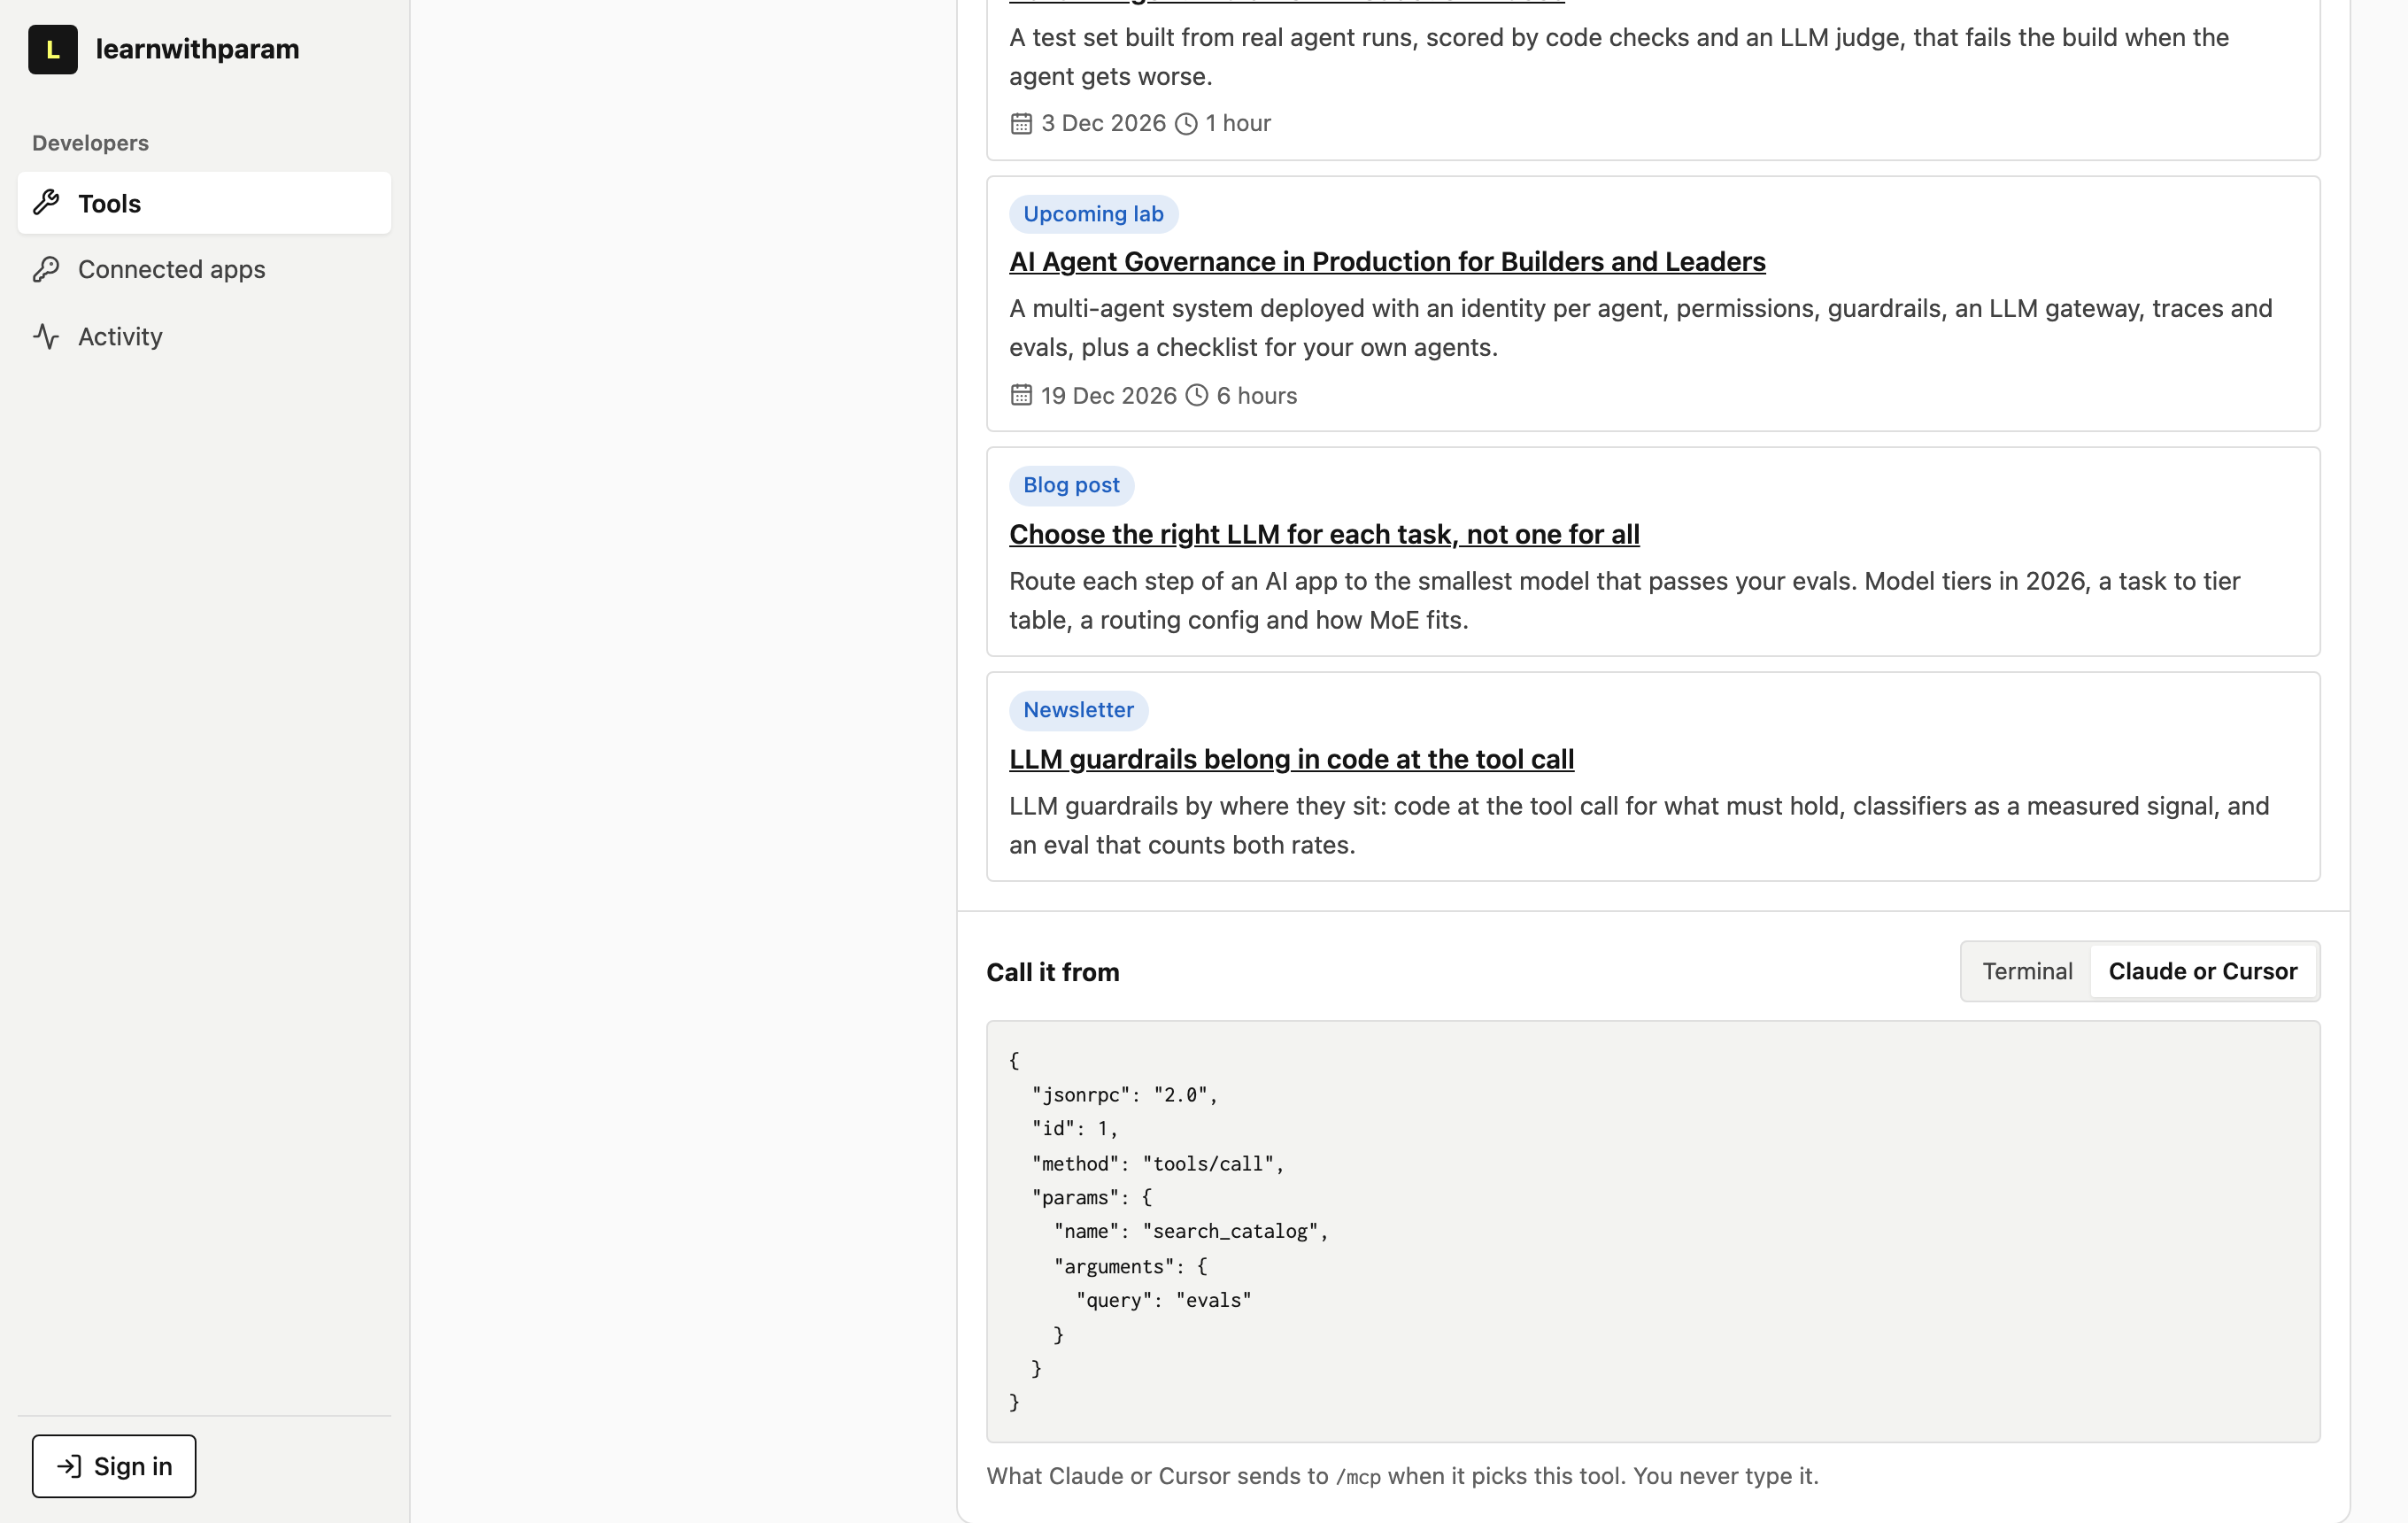 L
learnwithparam
Developers
Tools
Connected apps
Activity
Sign in
A test set built from real agent runs, scored by code checks and an LLM judge, that fails the build when the
agent gets worse.
3 Dec 2026 1 hour
Upcoming lab
AI Agent Governance in Production for Builders and Leaders
A multi-agent system deployed with an identity per agent, permissions, guardrails, an LLM gateway, traces and
evals, plus a checklist for your own agents.
19 Dec 2026 6 hours
Blog post
Choose the right LLM for each task, not one for all
Route each step of an AI app to the smallest model that passes your evals. Model tiers in 2026, a task to tier
table, a routing config and how MoE fits.
Newsletter
LLM guardrails belong in code at the tool call
LLM guardrails by where they sit: code at the tool call for what must hold, classifiers as a measured signal, and
an eval that counts both rates.
Call it from
Terminal
Claude or Cursor
{
  "jsonrpc": "2.0",
  "id": 1,
  "method": "tools/call",
  "params": {
    "name": "search_catalog",
    "arguments": {
      "query": "evals"
    }
  }
}
What Claude or Cursor sends to /mcp when it picks this tool. You never type it.